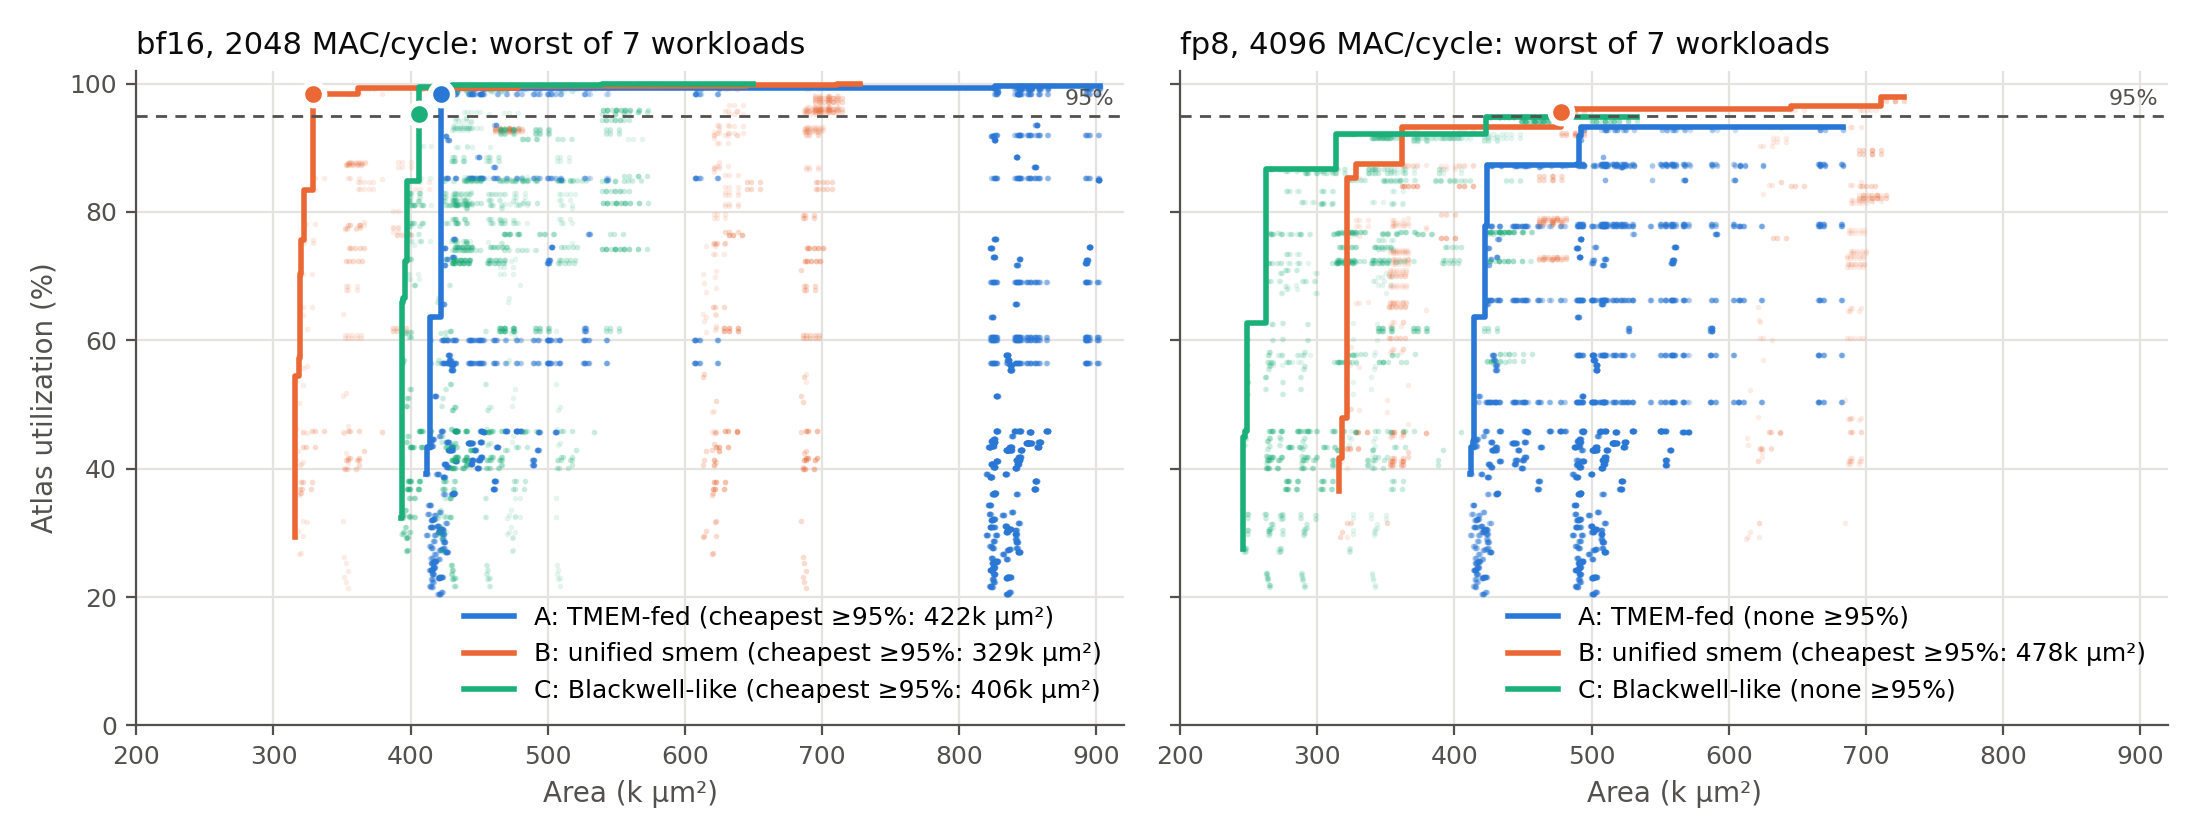 bf16, 2048 MAC/cycle: worst of 7 workloads
Atlas utilization (%)
100
80
60
40
20
0
95%
A: TMEM-fed (cheapest ≥95%: 422k μm²)
B: unified smem (cheapest ≥95%: 329k μm²)
C: Blackwell-like (cheapest ≥95%: 406k μm²)
200 300 400 500 600 700 800 900
Area (k μm²)
fp8, 4096 MAC/cycle: worst of 7 workloads
95%
A: TMEM-fed (none ≥95%)
B: unified smem (cheapest ≥95%: 478k μm²)
C: Blackwell-like (none ≥95%)
200 300 400 500 600 700 800 900
Area (k μm²)